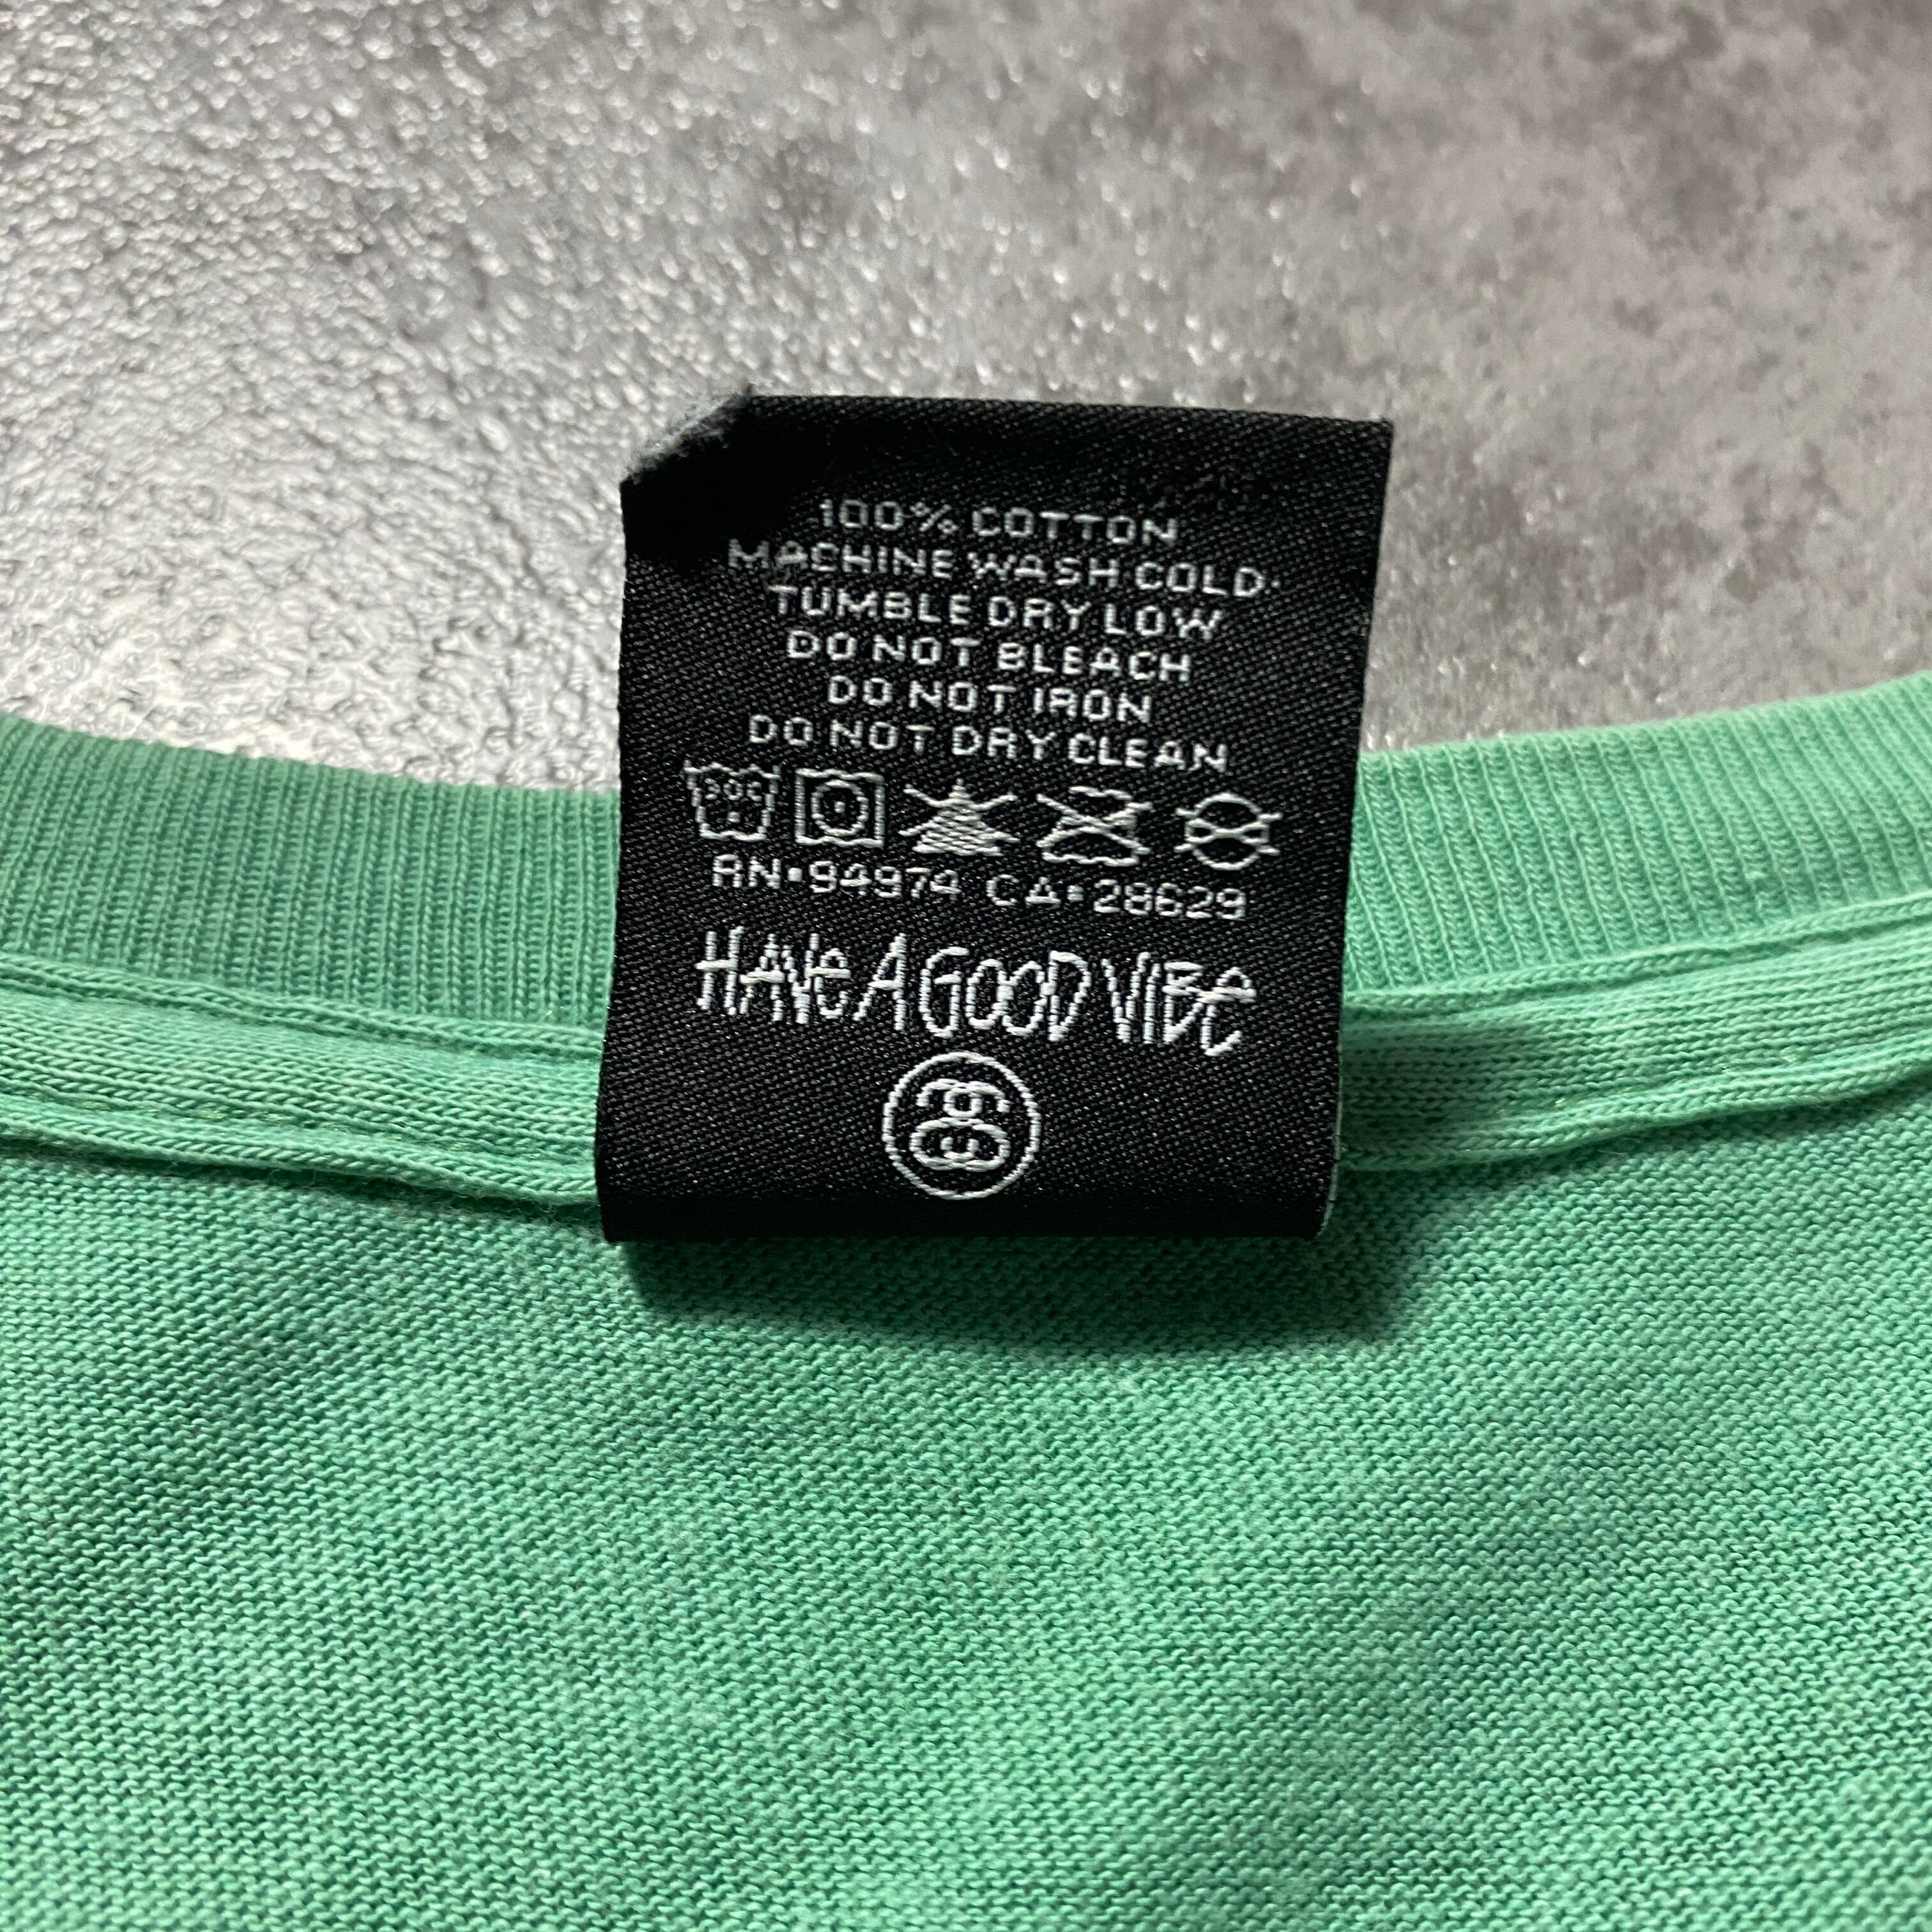 100% COTTON
MACHINE WASH COLD·
TUMBLE DRY LOW
DO NOT BLEACH
DO NOT IRON
DO NOT DRY CLEAN
30C
RN•94974 CA•28629
HAVE A GOOD VIBE